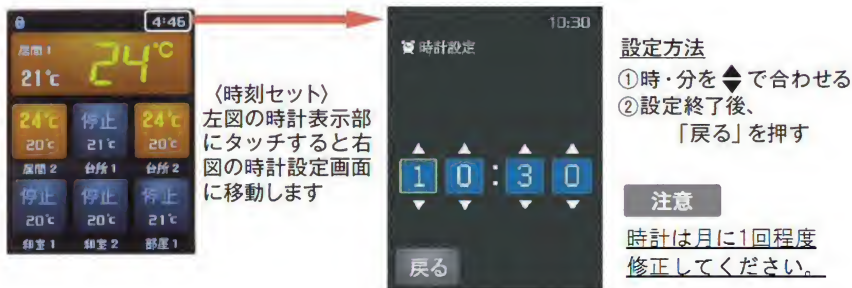 4:46
居間1
24℃
21℃
24℃
停止
24℃
20℃
21℃
20℃
居間2
台所1
台所2
停止
停止
停止
20℃
20℃
21℃
和室1
和室2
部屋1
〈時刻セット〉
左図の時計表示部
にタッチすると右
図の時計設定画面
に移動します
10:30
時計設定
10:30
戻る
設定方法
①時・分を◆で合わせる
②設定終了後、
「戻る」を押す
注意
時計は月に1回程度
修正してください。